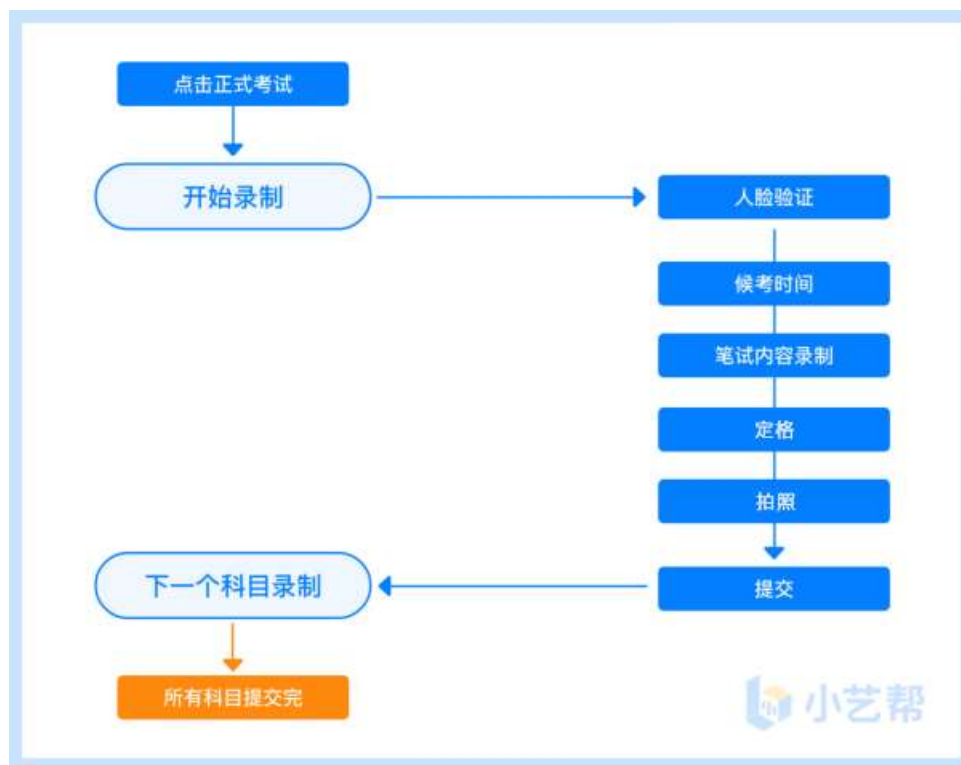 点击正式考试
开始录制
人脸验证
候考时间
笔试内容录制
定格
拍照
提交
下一个科目录制
所有科目提交完
小艺帮